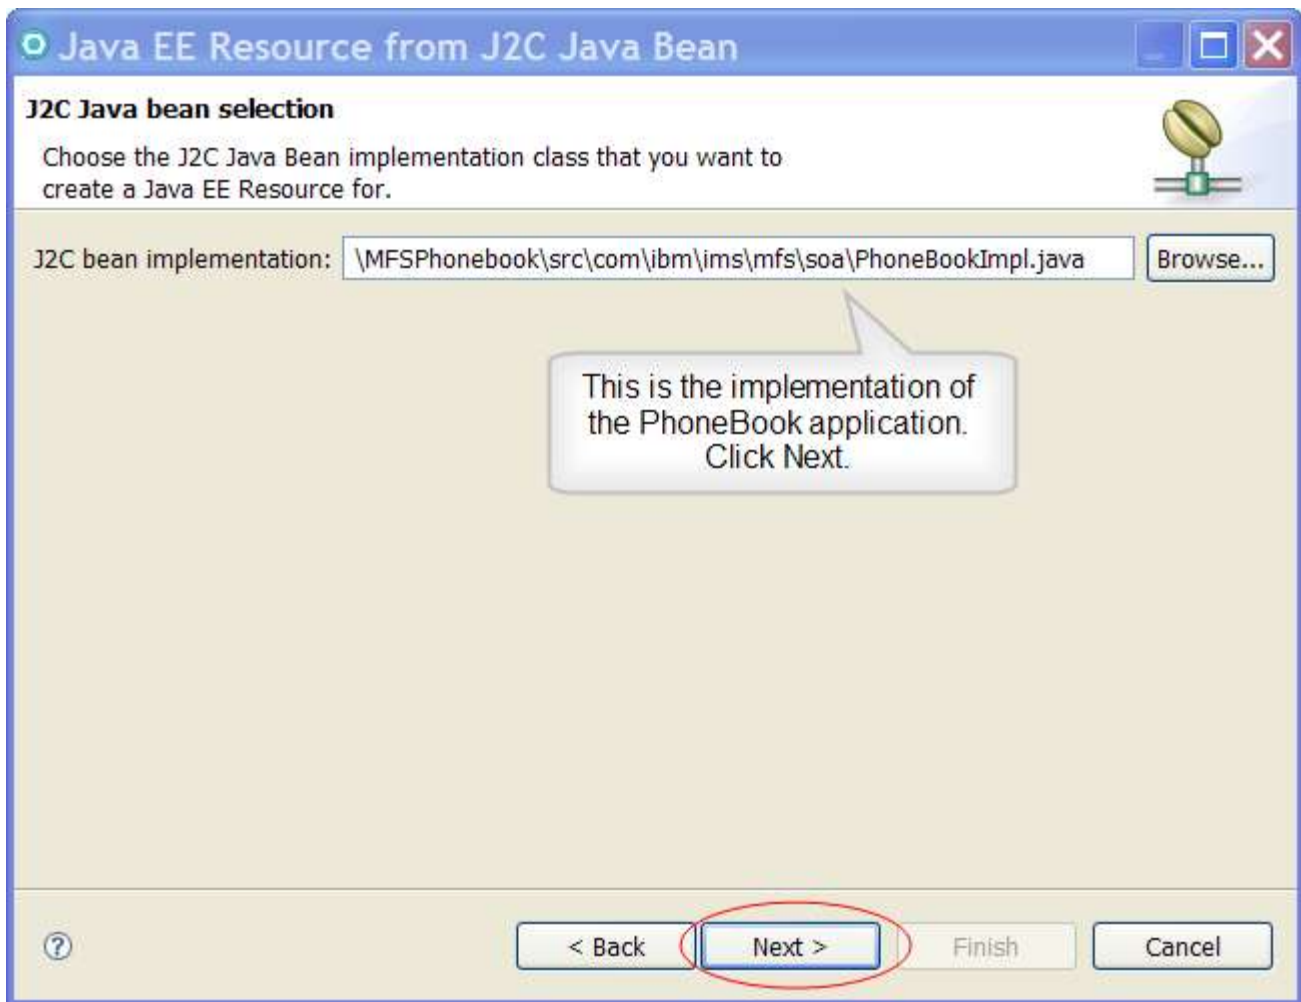 Java EE Resource from J2C Java Bean
J2C Java bean selection
Choose the J2C Java Bean implementation class that you want to
create a Java EE Resource for.
J2C bean implementation: \MFSPhonebook\src\com\ibm\ims\mfs\soa\PhoneBookImpl.java Browse...
This is the implementation of
the PhoneBook application.
Click Next.
? < Back Next > Finish Cancel